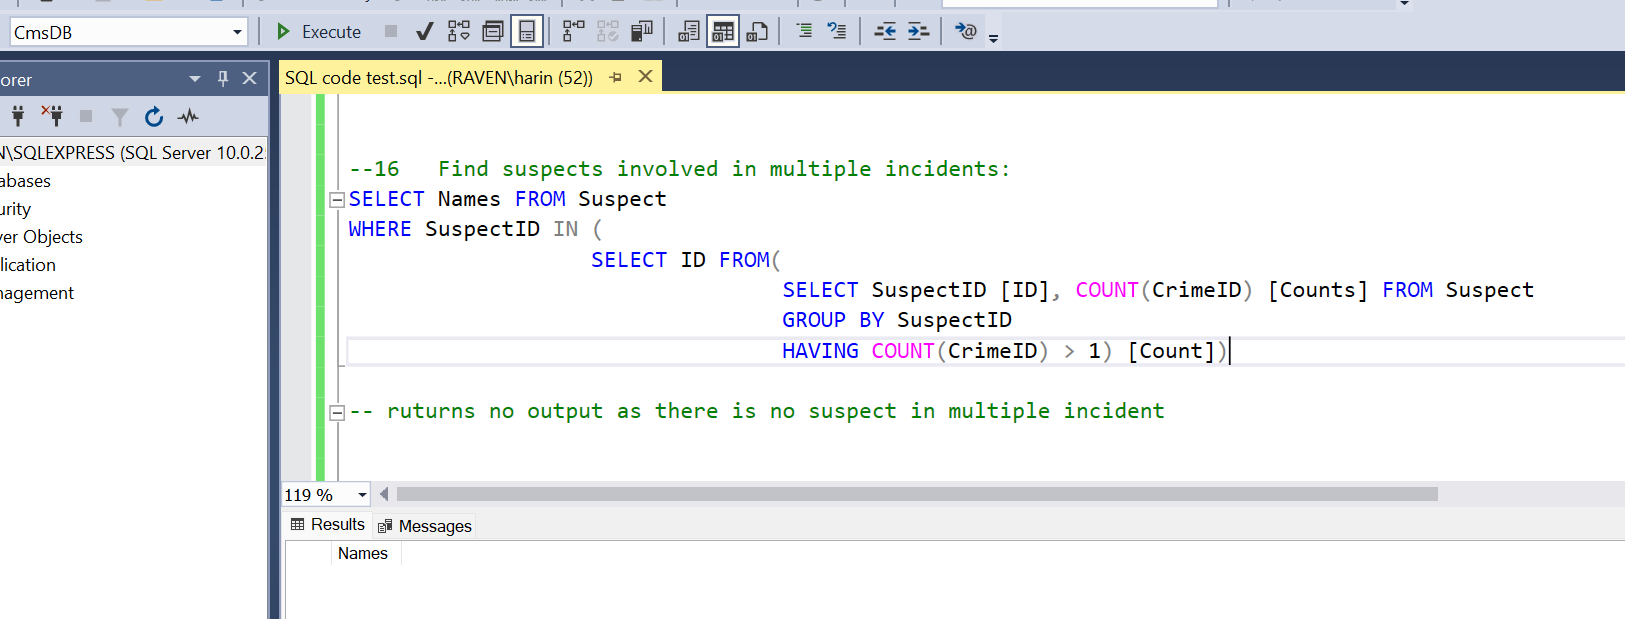 CmsDB
Execute
orer
SQL code test.sql -...(RAVEN\harin (52))
N\SQLEXPRESS (SQL Server 10.0.2
abases
urity
ver Objects
lication
nagement
--16   Find suspects involved in multiple incidents:
SELECT Names FROM Suspect
WHERE SuspectID IN (
SELECT ID FROM(
SELECT SuspectID [ID], COUNT(CrimeID) [Counts] FROM Suspect
GROUP BY SuspectID
HAVING COUNT(CrimeID) > 1) [Count])
-- ruturns no output as there is no suspect in multiple incident
119 %
Results
Messages
Names